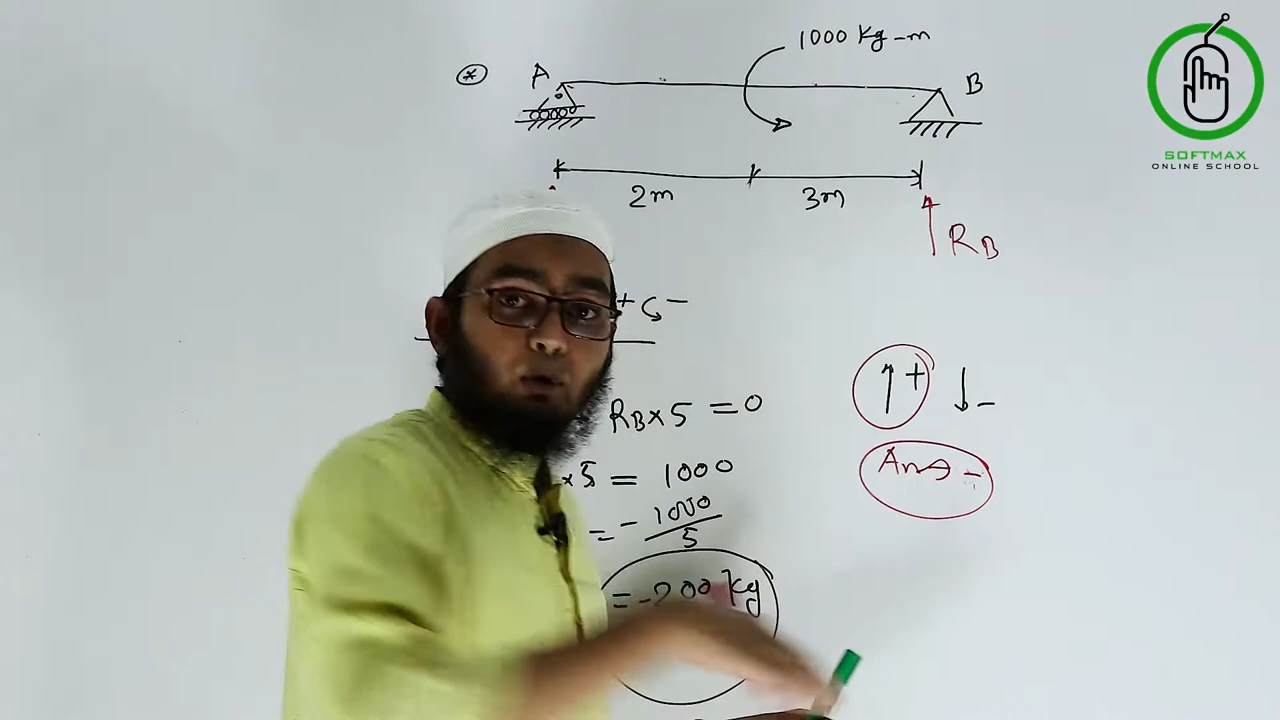 1000 Kg-m
* A B
2m 3m
RB
+ -
RB×5 = 0
+ -
×5 = 1000
Ans -
= - 1000
5
= -200 kg
SOFTMAX
ONLINE SCHOOL